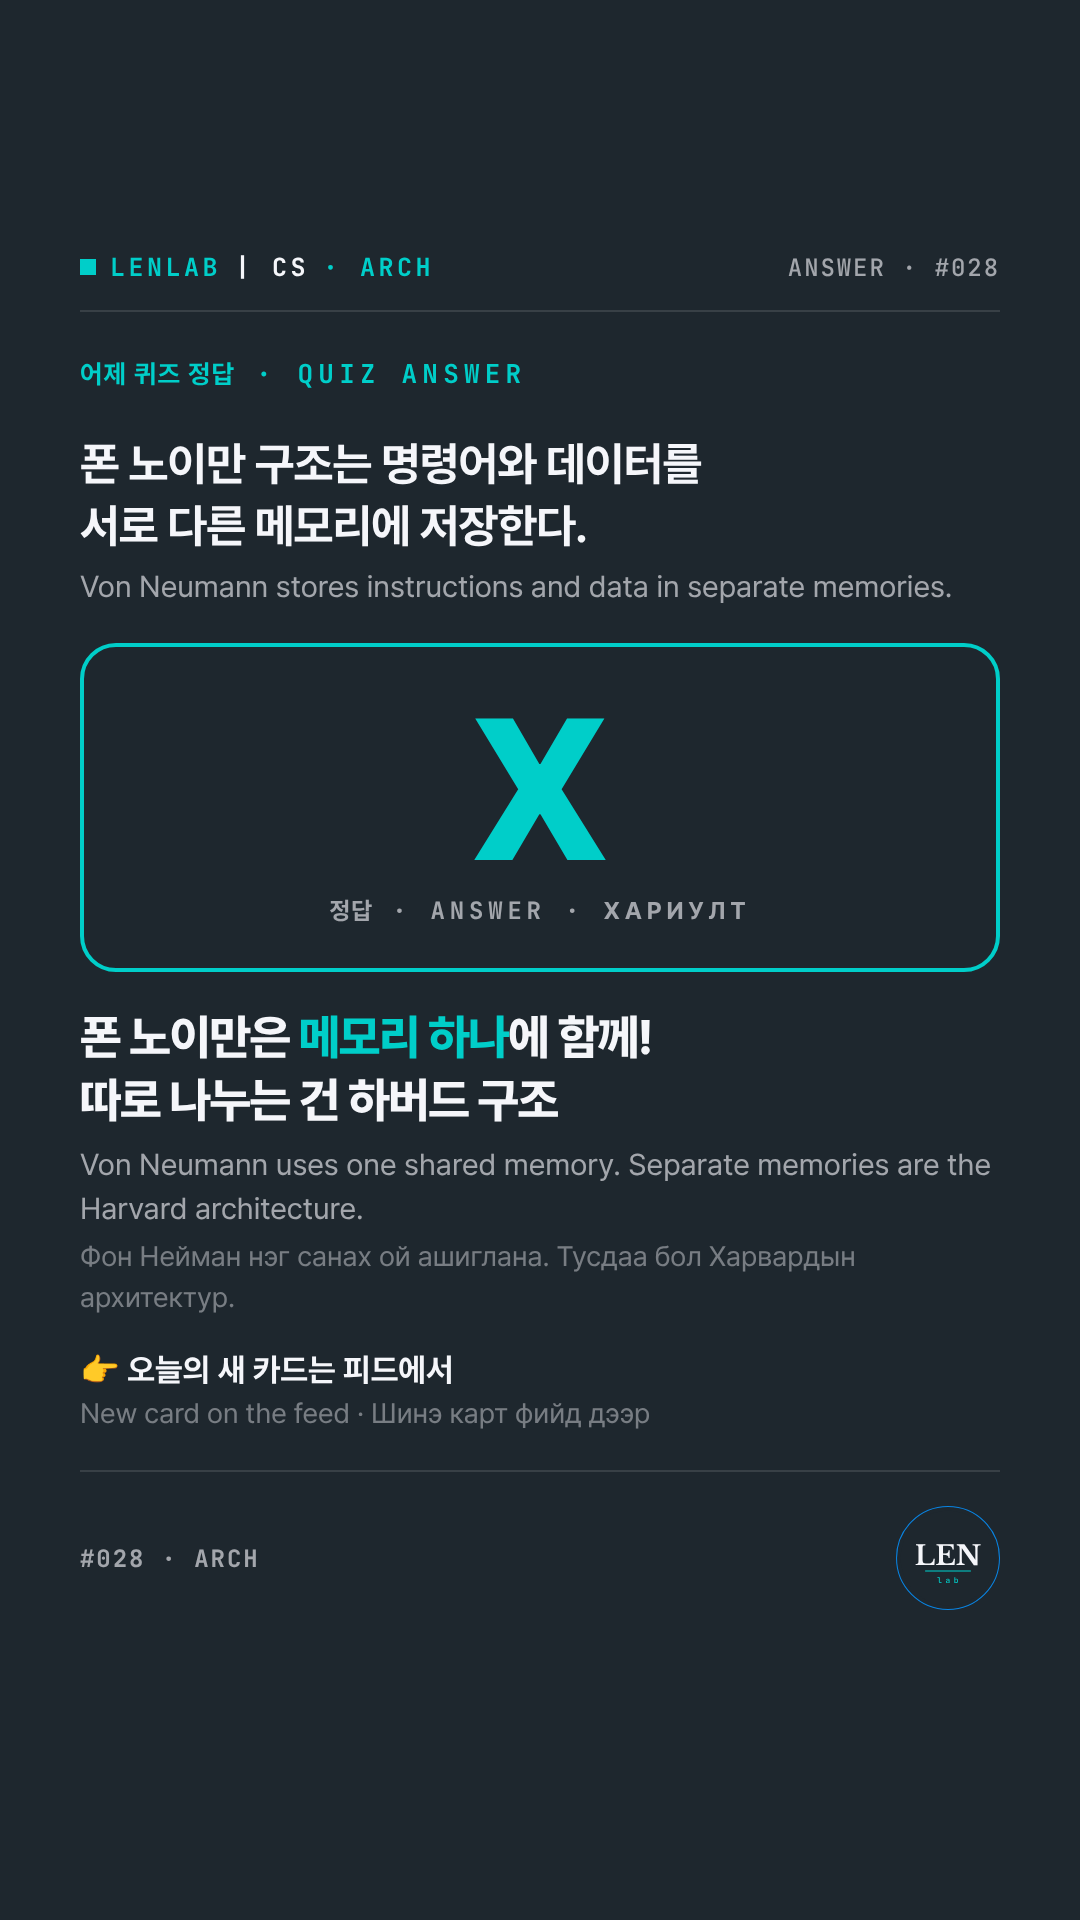 LENLAB | CS · ARCH
ANSWER · #028
어제 퀴즈 정답 · QUIZ ANSWER
폰 노이만 구조는 명령어와 데이터를
서로 다른 메모리에 저장한다.
Von Neumann stores instructions and data in separate memories.
X
정답 · ANSWER · ХАРИУЛТ
폰 노이만은 메모리 하나에 함께!
따로 나누는 건 하버드 구조
Von Neumann uses one shared memory. Separate memories are the
Harvard architecture.
Фон Нейман нэг санах ой ашиглана. Тусдаа бол Харвардын
архитектур.
👉 오늘의 새 카드는 피드에서
New card on the feed · Шинэ карт фийд дээр
#028 · ARCH
LEN
lab